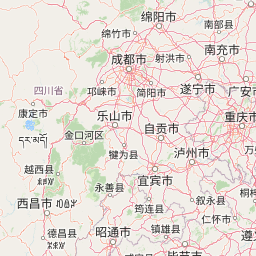 绵阳市
南部县
绵竹市
南充市
成都市
射洪市
四川省
邛崃市
简阳市
遂宁市
广安
康定市
乐山市
重庆市
金口河区
自贡市
犍为县
泸州市
越西县
宜宾市
永善县
西昌市
筠连县
叙永县
仁怀市
德昌县
昭通市
镇雄县